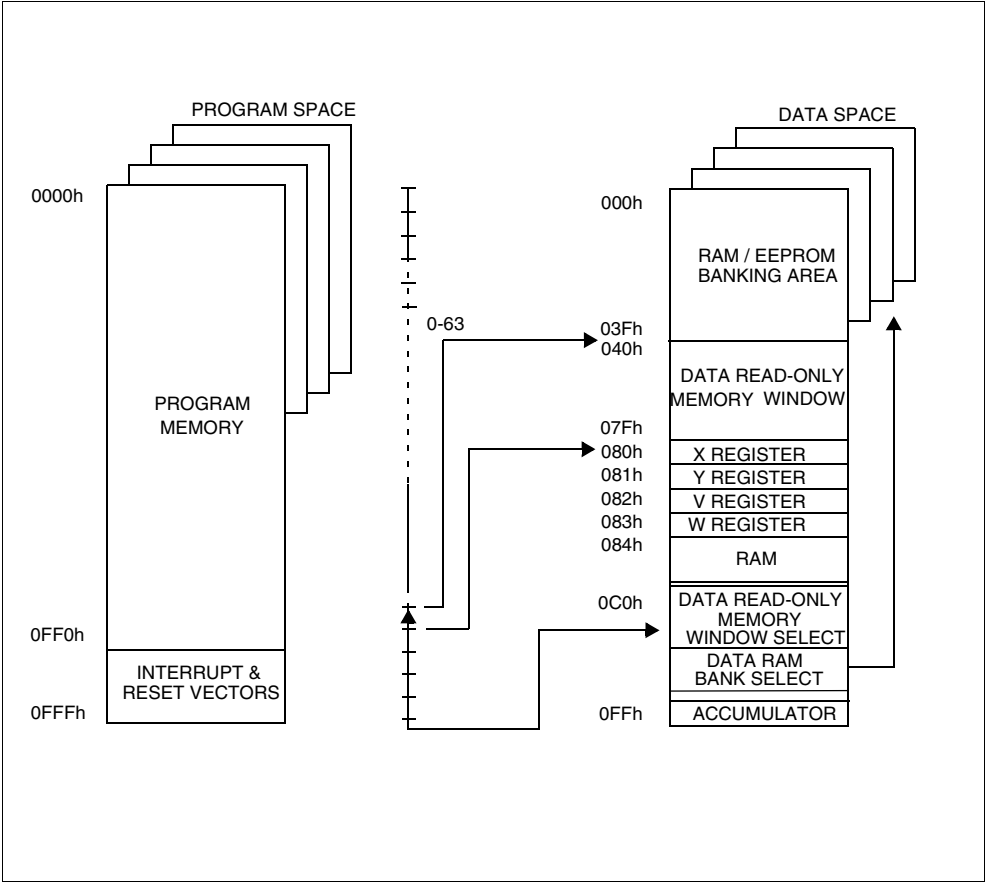 PROGRAM SPACE
0000h
PROGRAM
MEMORY
0FF0h
INTERRUPT &
RESET VECTORS
0FFFh
0-63
DATA SPACE
000h
RAM / EEPROM
BANKING AREA
03Fh
040h
DATA READ-ONLY
MEMORY WINDOW
07Fh
080h
X REGISTER
081h
Y REGISTER
082h
V REGISTER
083h
W REGISTER
084h
RAM
0C0h
DATA READ-ONLY
MEMORY
WINDOW SELECT
DATA RAM
BANK SELECT
0FFh
ACCUMULATOR